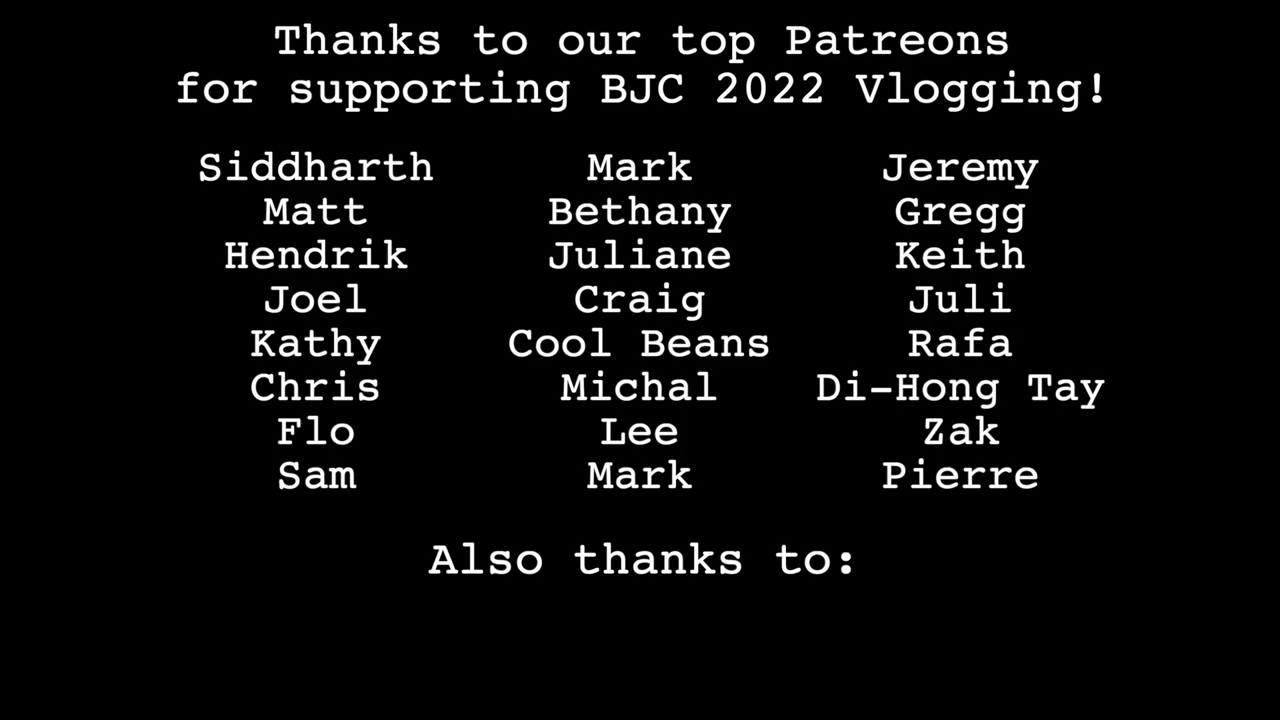 Thanks to our top Patreons
for supporting BJC 2022 Vlogging!
Siddharth Mark Jeremy
Matt Bethany Gregg
Hendrik Juliane Keith
Joel Craig Juli
Kathy Cool Beans Rafa
Chris Michal Di-Hong Tay
Flo Lee Zak
Sam Mark Pierre
Also thanks to: